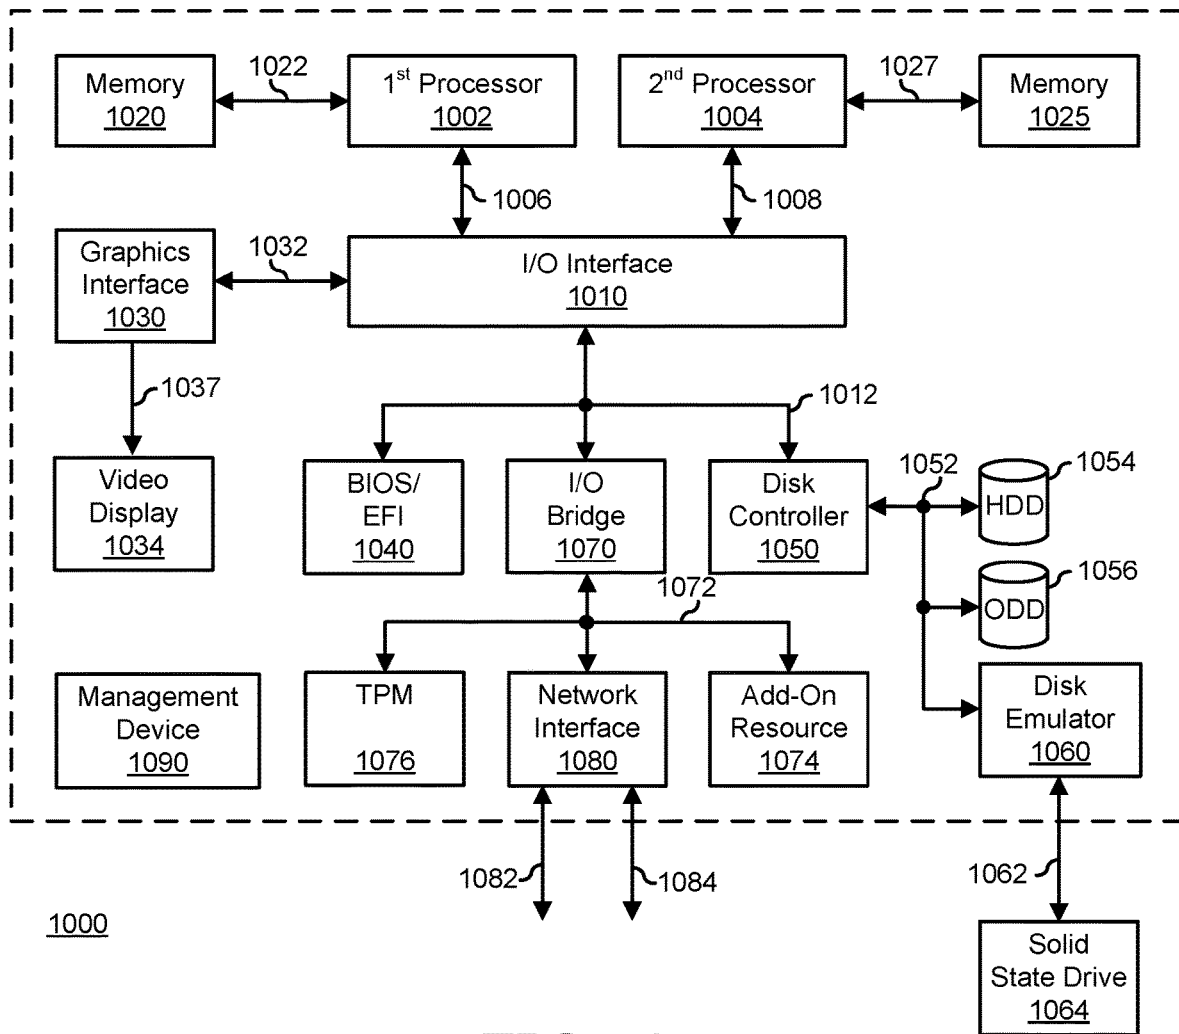 1022
1027
Memory
1020
1st Processor
1002
2nd Processor
1004
Memory
1025
1006
1008
Graphics
Interface
1030
1032
I/O Interface
1010
1037
1012
Video
Display
1034
BIOS/
EFI
1040
I/O
Bridge
1070
Disk
Controller
1050
1052
HDD
1054
ODD
1056
1072
Management
Device
1090
TPM
1076
Network
Interface
1080
Add-On
Resource
1074
Disk
Emulator
1060
1082
1084
1062
1000
Solid
State Drive
1064